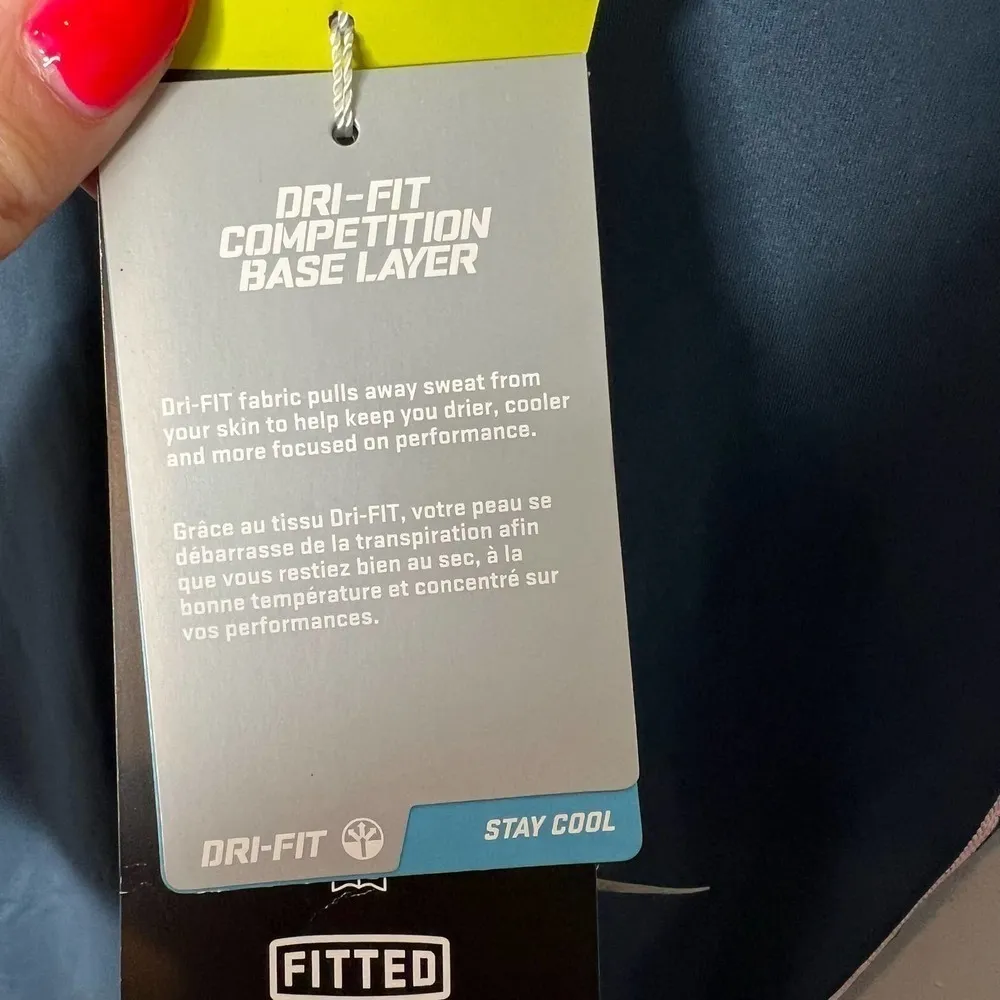 DRI-FIT
COMPETITION
BASE LAYER
Dri-FIT fabric pulls away sweat from
your skin to help keep you drier, cooler
and more focused on performance.
Grâce au tissu Dri-FIT, votre peau se
débarrasse de la transpiration afin
que vous restiez bien au sec, à la
bonne température et concentré sur
vos performances.
DRI-FIT
STAY COOL
FITTED